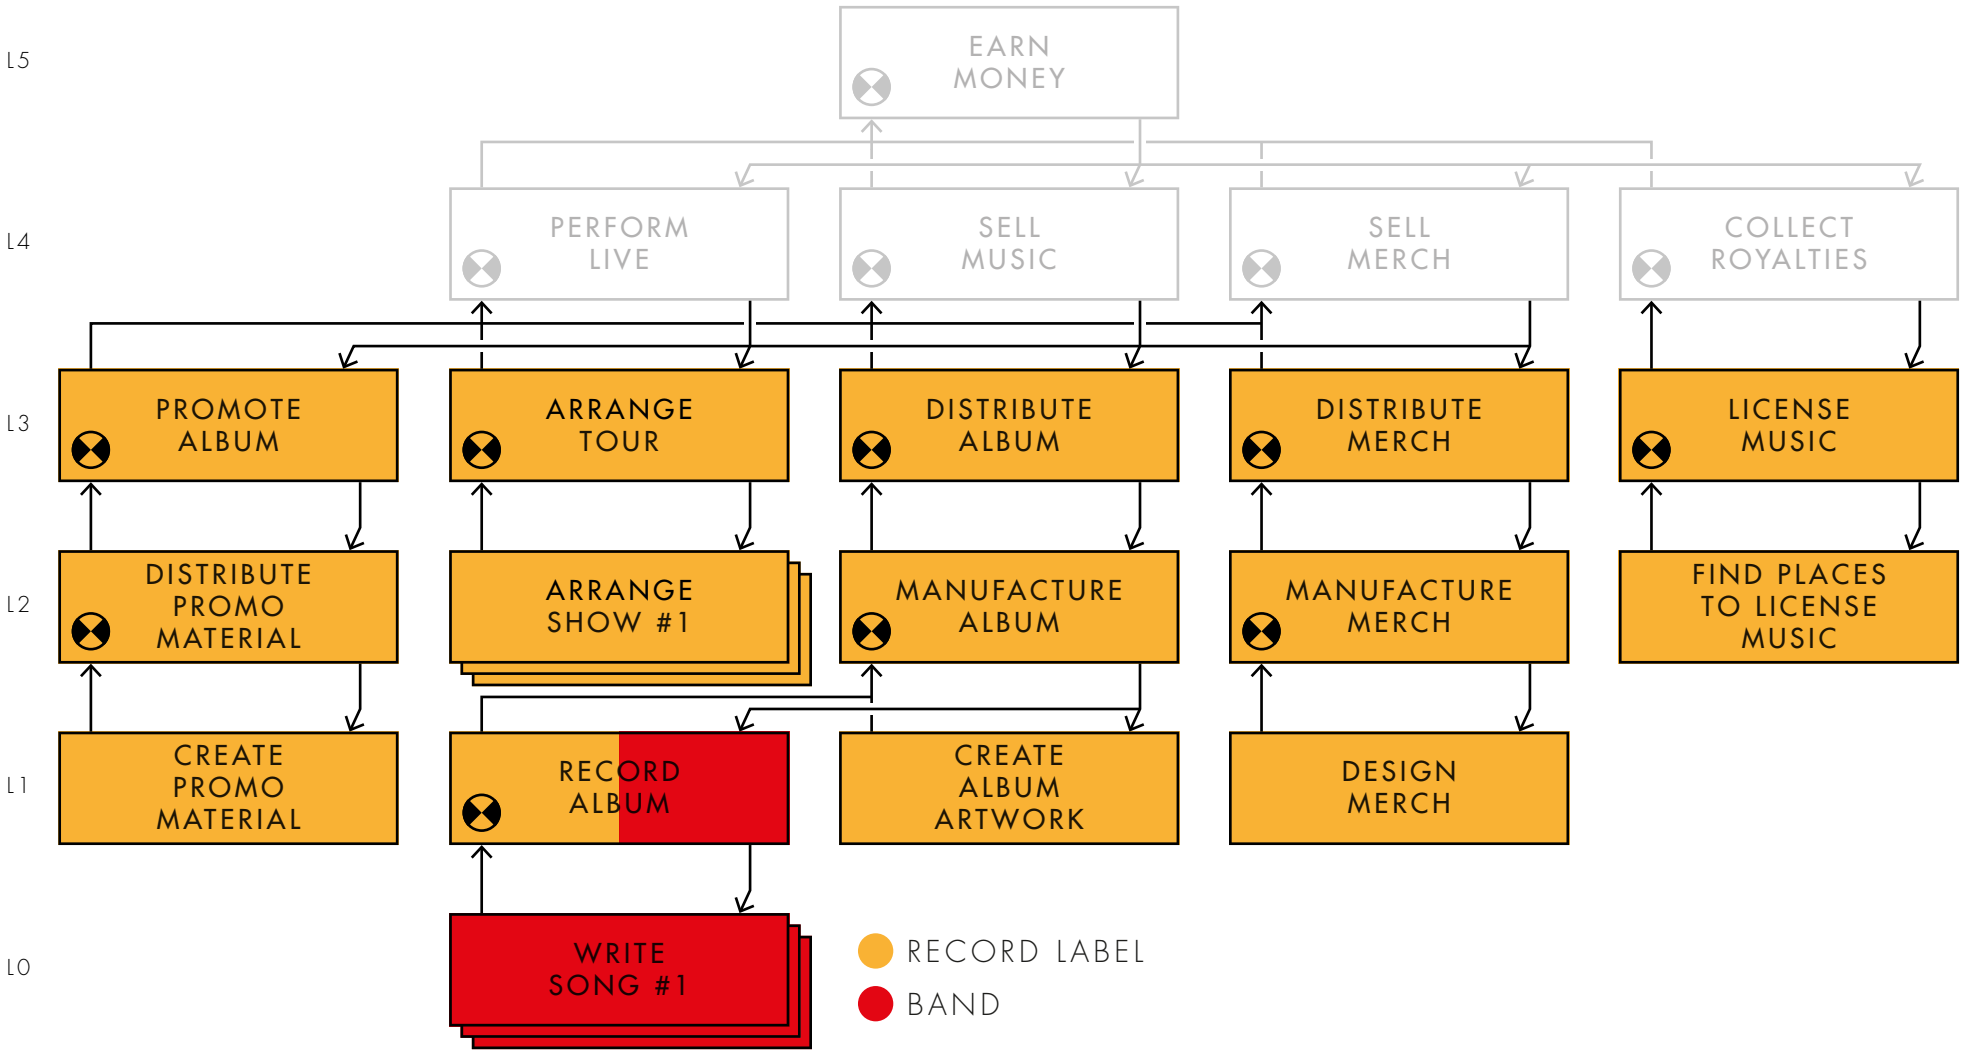 L5
EARN
MONEY
L4
PERFORM
LIVE
SELL
MUSIC
SELL
MERCH
COLLECT
ROYALTIES
L3
PROMOTE
ALBUM
ARRANGE
TOUR
DISTRIBUTE
ALBUM
DISTRIBUTE
MERCH
LICENSE
MUSIC
L2
DISTRIBUTE
PROMO
MATERIAL
ARRANGE
SHOW #1
MANUFACTURE
ALBUM
MANUFACTURE
MERCH
FIND PLACES
TO LICENSE
MUSIC
L1
CREATE
PROMO
MATERIAL
RECORD
ALBUM
CREATE
ALBUM
ARTWORK
DESIGN
MERCH
L0
WRITE
SONG #1
RECORD LABEL
BAND